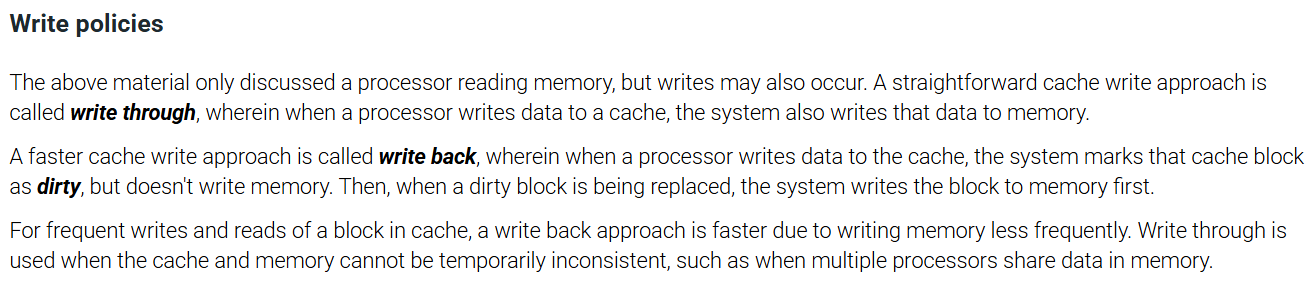 Write policies
The above material only discussed a processor reading memory, but writes may also occur. A straightforward cache write approach is
called write through, wherein when a processor writes data to a cache, the system also writes that data to memory.
A faster cache write approach is called write back, wherein when a processor writes data to the cache, the system marks that cache block
as dirty, but doesn't write memory. Then, when a dirty block is being replaced, the system writes the block to memory first.
For frequent writes and reads of a block in cache, a write back approach is faster due to writing memory less frequently. Write through is
used when the cache and memory cannot be temporarily inconsistent, such as when multiple processors share data in memory.